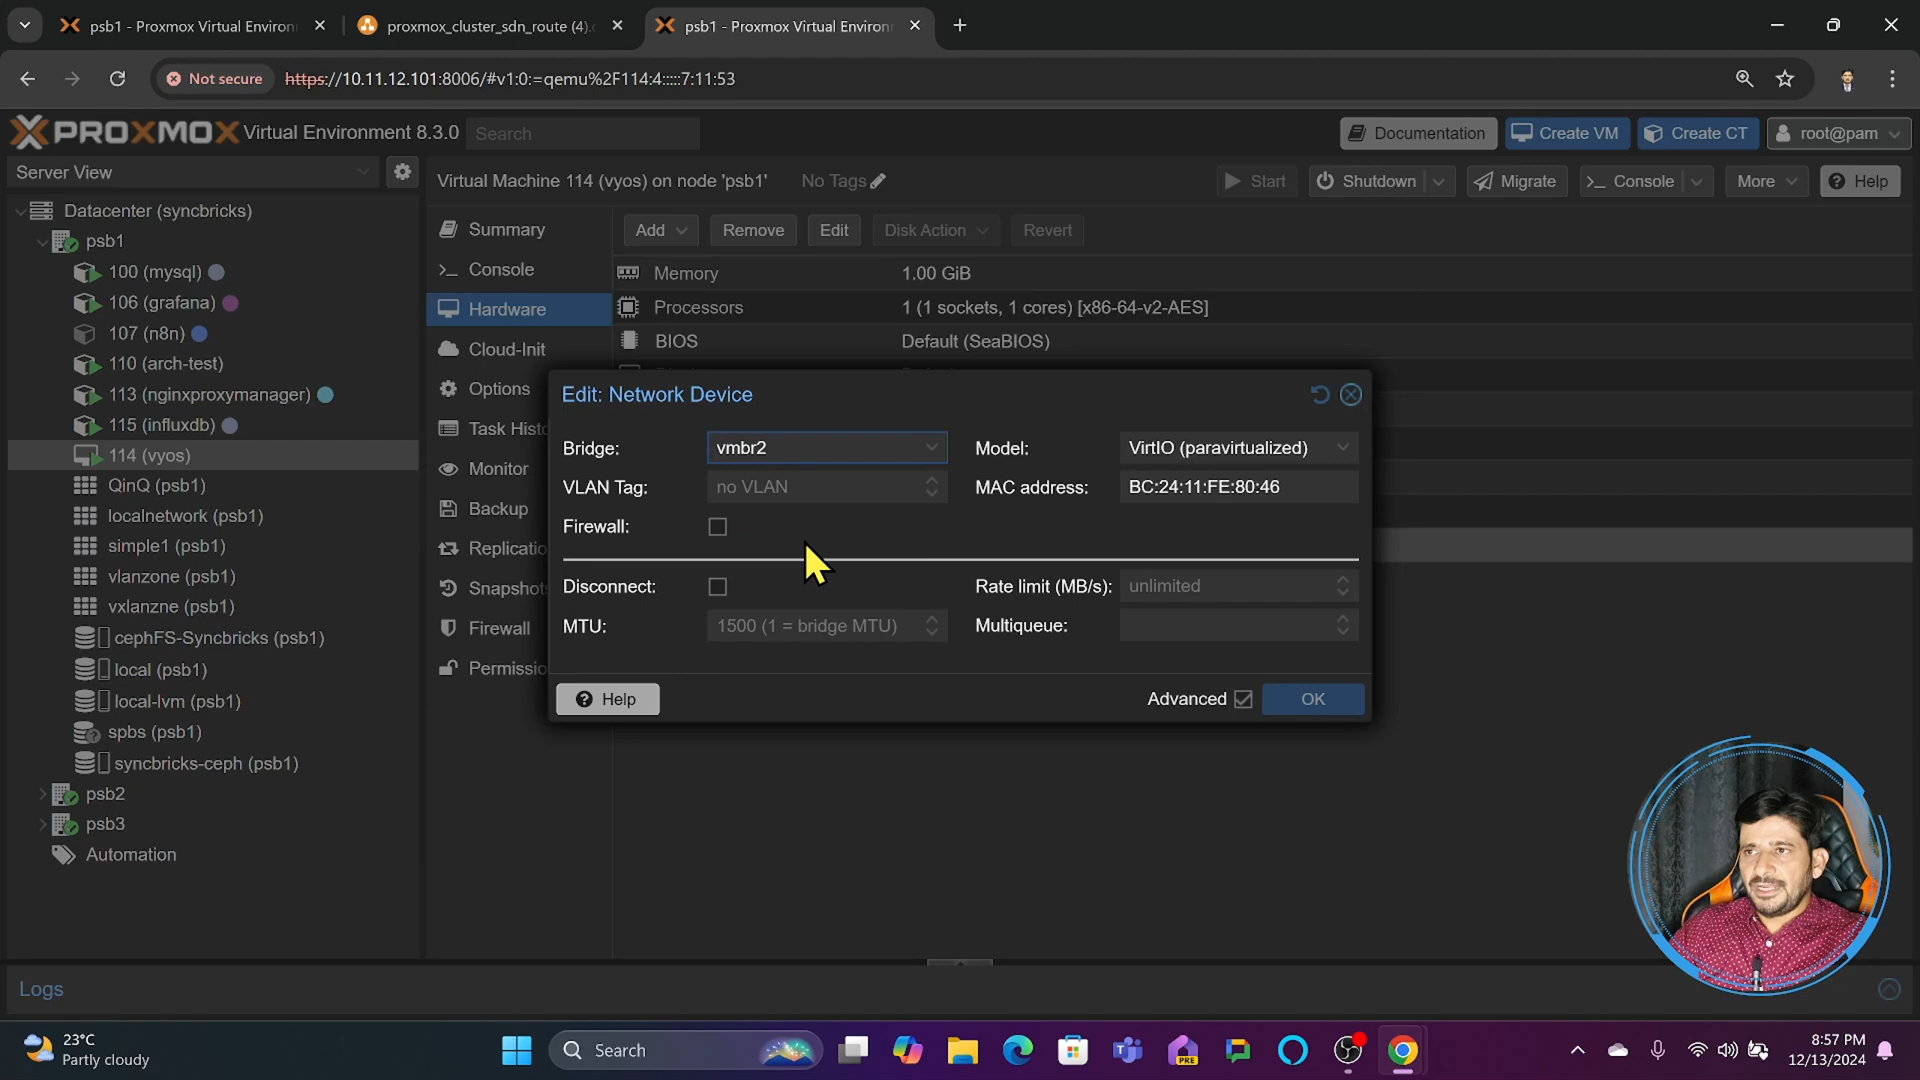 psb1 - Proxmox Virtual Environ
proxmox_cluster_sdn_route (4).
psb1 - Proxmox Virtual Environ
Not secure
https://10.11.12.101:8006/#v1:0:=qemu%2F114:4:::::7:11:53
PROXMOX Virtual Environment 8.3.0
Search
Documentation
Create VM
Create CT
root@pam
Server View
Virtual Machine 114 (vyos) on node 'psb1'
No Tags
Start
Shutdown
Migrate
Console
More
Help
Datacenter (syncbricks)
psb1
100 (mysql)
106 (grafana)
107 (n8n)
110 (arch-test)
113 (nginxproxymanager)
115 (influxdb)
114 (vyos)
QinQ (psb1)
localnetwork (psb1)
simple1 (psb1)
vlanzone (psb1)
vxlanzne (psb1)
cephFS-Syncbricks (psb1)
local (psb1)
local-lvm (psb1)
spbs (psb1)
syncbricks-ceph (psb1)
psb2
psb3
Automation
Summary
Console
Hardware
Cloud-Init
Options
Task Histo
Monitor
Backup
Replicatio
Snapshots
Firewall
Permissio
Add
Remove
Edit
Disk Action
Revert
Memory 1.00 GiB
Processors 1 (1 sockets, 1 cores) [x86-64-v2-AES]
BIOS Default (SeaBIOS)
Edit: Network Device
Bridge: vmbr2
Model: VirtIO (paravirtualized)
VLAN Tag: no VLAN
MAC address: BC:24:11:FE:80:46
Firewall:
Disconnect:
Rate limit (MB/s): unlimited
MTU: 1500 (1 = bridge MTU)
Multiqueue:
Help
Advanced
OK
Logs
23°C
Partly cloudy
Search
PRE
8:57 PM
12/13/2024